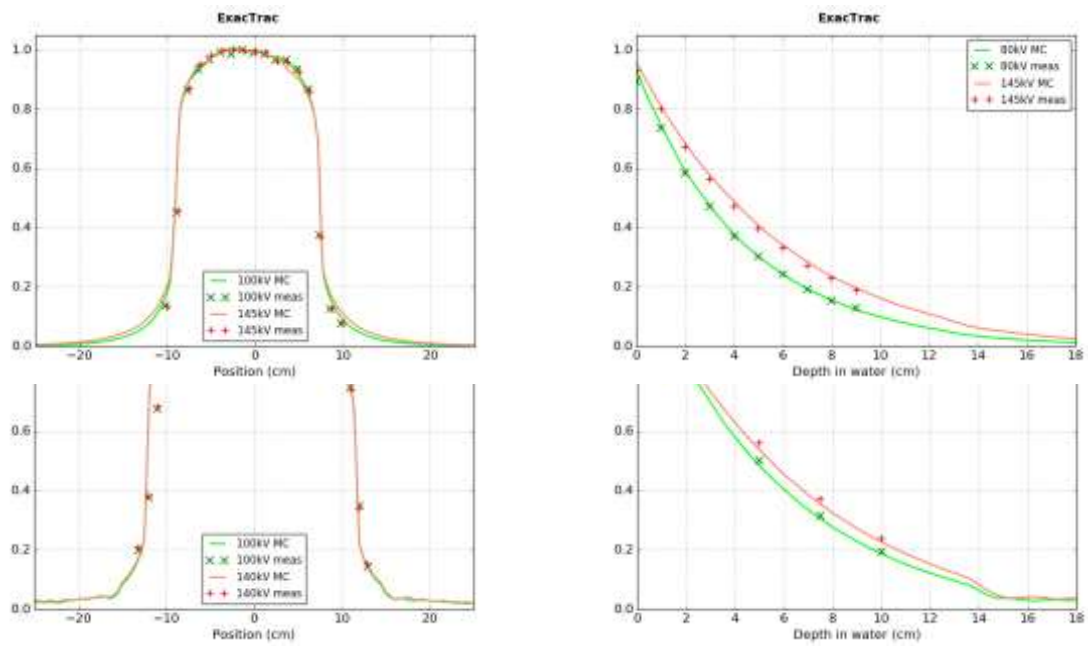 ExacTrac
1.0
0.8
0.6
0.4
0.2
0.0
100kV MC
× × 100kV meas
145kV MC
+ + 145kV meas
−20 −10 0 10 20
Position (cm)
ExacTrac
1.0
0.8
0.6
0.4
0.2
0.0
80kV MC
× × 80kV meas
145kV MC
+ + 145kV meas
0 2 4 6 8 10 12 14 16 18
Depth in water (cm)
0.6
0.4
0.2
0.0
100kV MC
× × 100kV meas
140kV MC
+ + 140kV meas
−20 −10 0 10 20
Position (cm)
0.6
0.4
0.2
0.0
0 2 4 6 8 10 12 14 16 18
Depth in water (cm)